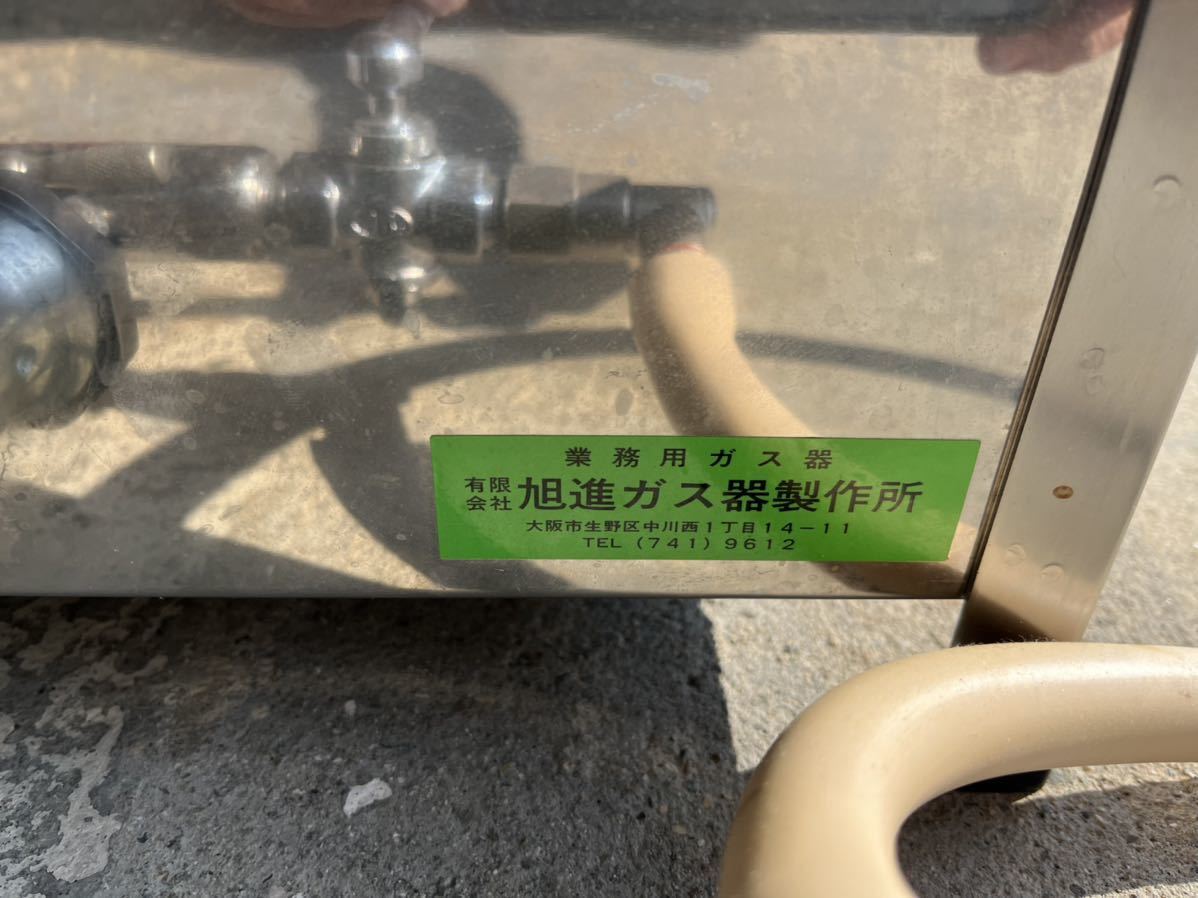 業務用ガス器
有限会社 旭進ガス器製作所
大阪市生野区中川西1丁目14-11
TEL (741) 9612